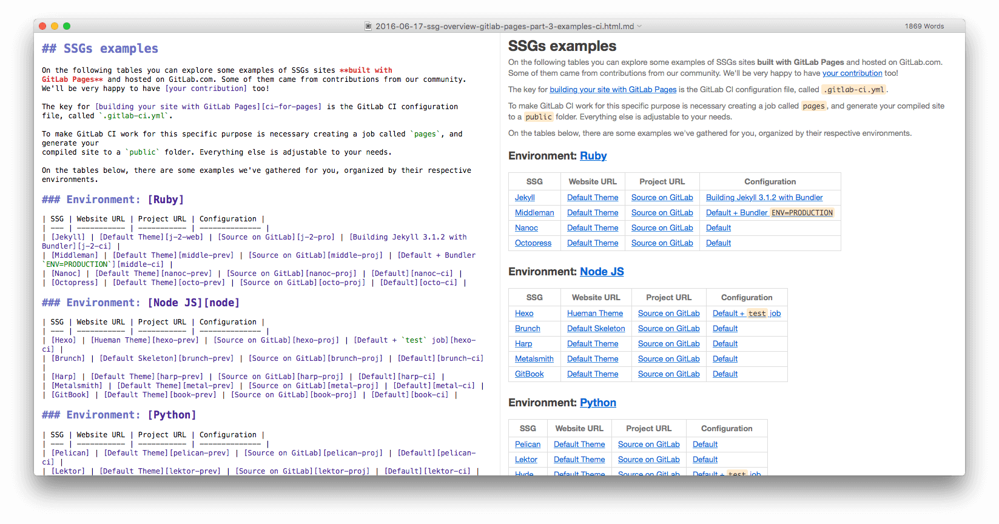 2016-06-17-ssg-overview-gitlab-pages-part-3-examples-ci.html.md
1869 Words
## SSGs examples
On the following tables you can explore some examples of SSGs sites **built with
GitLab Pages** and hosted on GitLab.com. Some of them came from contributions from our community.
We'll be very happy to have [your contribution] too!
The key for [building your site with GitLab Pages][ci-for-pages] is the GitLab CI configuration
file, called `.gitlab-ci.yml`.
To make GitLab CI work for this specific purpose is necessary creating a job called `pages`, and
generate your
compiled site to a `public` folder. Everything else is adjustable to your needs.
On the tables below, there are some examples we've gathered for you, organized by their respective
environments.
### Environment: [Ruby]
| SSG | Website URL | Project URL | Configuration |
| --- | ----------- | ----------- | -------------- |
| [Jekyll] | [Default Theme][j-2-web] | [Source on GitLab][j-2-pro] | [Building Jekyll 3.1.2 with
Bundler][j-2-ci] |
| [Middleman] | [Default Theme][middle-prev] | [Source on GitLab][middle-proj] | [Default + Bundler
`ENV=PRODUCTION`][middle-ci] |
| [Nanoc] | [Default Theme][nanoc-prev] | [Source on GitLab][nanoc-proj] | [Default][nanoc-ci] |
| [Octopress] | [Default Theme][octo-prev] | [Source on GitLab][octo-proj] | [Default][octo-ci] |
### Environment: [Node JS][node]
| SSG | Website URL | Project URL | Configuration |
| --- | ----------- | ----------- | -------------- |
| [Hexo] | [Hueman Theme][hexo-prev] | [Source on GitLab][hexo-proj] | [Default + `test` job][hexo-
ci] |
| [Brunch] | [Default Skeleton][brunch-prev] | [Source on GitLab][brunch-proj] | [Default][brunch-ci]
|
| [Harp] | [Default Theme][harp-prev] | [Source on GitLab][harp-proj] | [Default][harp-ci] |
| [Metalsmith] | [Default Theme][metal-prev] | [Source on GitLab][metal-proj] | [Default][metal-ci] |
| [GitBook] | [Default Theme][book-prev] | [Source on GitLab][book-proj] | [Default][book-ci] |
### Environment: [Python]
| SSG | Website URL | Project URL | Configuration |
| --- | ----------- | ----------- | -------------- |
| [Pelican] | [Default Theme][pelican-prev] | [Source on GitLab][pelican-proj] | [Default][pelican-
ci] |
| [Lektor] | [Default Theme][lektor-prev] | [Source on GitLab][lektor-proj] | [Default][lektor-ci] |
SSGs examples
On the following tables you can explore some examples of SSGs sites built with GitLab Pages and hosted on GitLab.com.
Some of them came from contributions from our community. We'll be very happy to have your contribution too!
The key for building your site with GitLab Pages is the GitLab CI configuration file, called .gitlab-ci.yml.
To make GitLab CI work for this specific purpose is necessary creating a job called pages, and generate your compiled site
to a public folder. Everything else is adjustable to your needs.
On the tables below, there are some examples we've gathered for you, organized by their respective environments.
Environment: Ruby
SSG Website URL Project URL Configuration
Jekyll Default Theme Source on GitLab Building Jekyll 3.1.2 with Bundler
Middleman Default Theme Source on GitLab Default + Bundler ENV=PRODUCTION
Nanoc Default Theme Source on GitLab Default
Octopress Default Theme Source on GitLab Default
Environment: Node JS
SSG Website URL Project URL Configuration
Hexo Hueman Theme Source on GitLab Default + test job
Brunch Default Skeleton Source on GitLab Default
Harp Default Theme Source on GitLab Default
Metalsmith Default Theme Source on GitLab Default
GitBook Default Theme Source on GitLab Default
Environment: Python
SSG Website URL Project URL Configuration
Pelican Default Theme Source on GitLab Default
Lektor Default Theme Source on GitLab Default
Hyde Default Theme Source on GitLab Default + test job